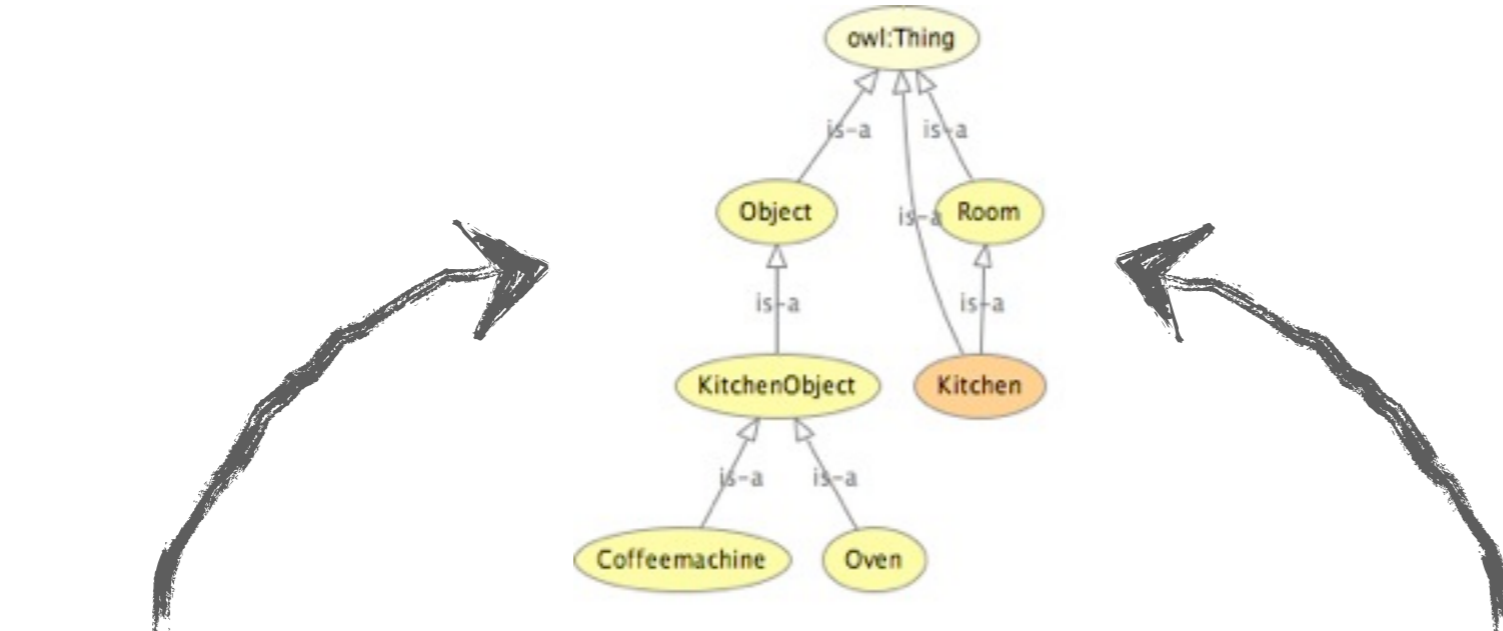 owl:Thing
is-a is-a
Object is-a Room
is-a is-a
KitchenObject Kitchen
is-a is-a
Coffeemachine Oven